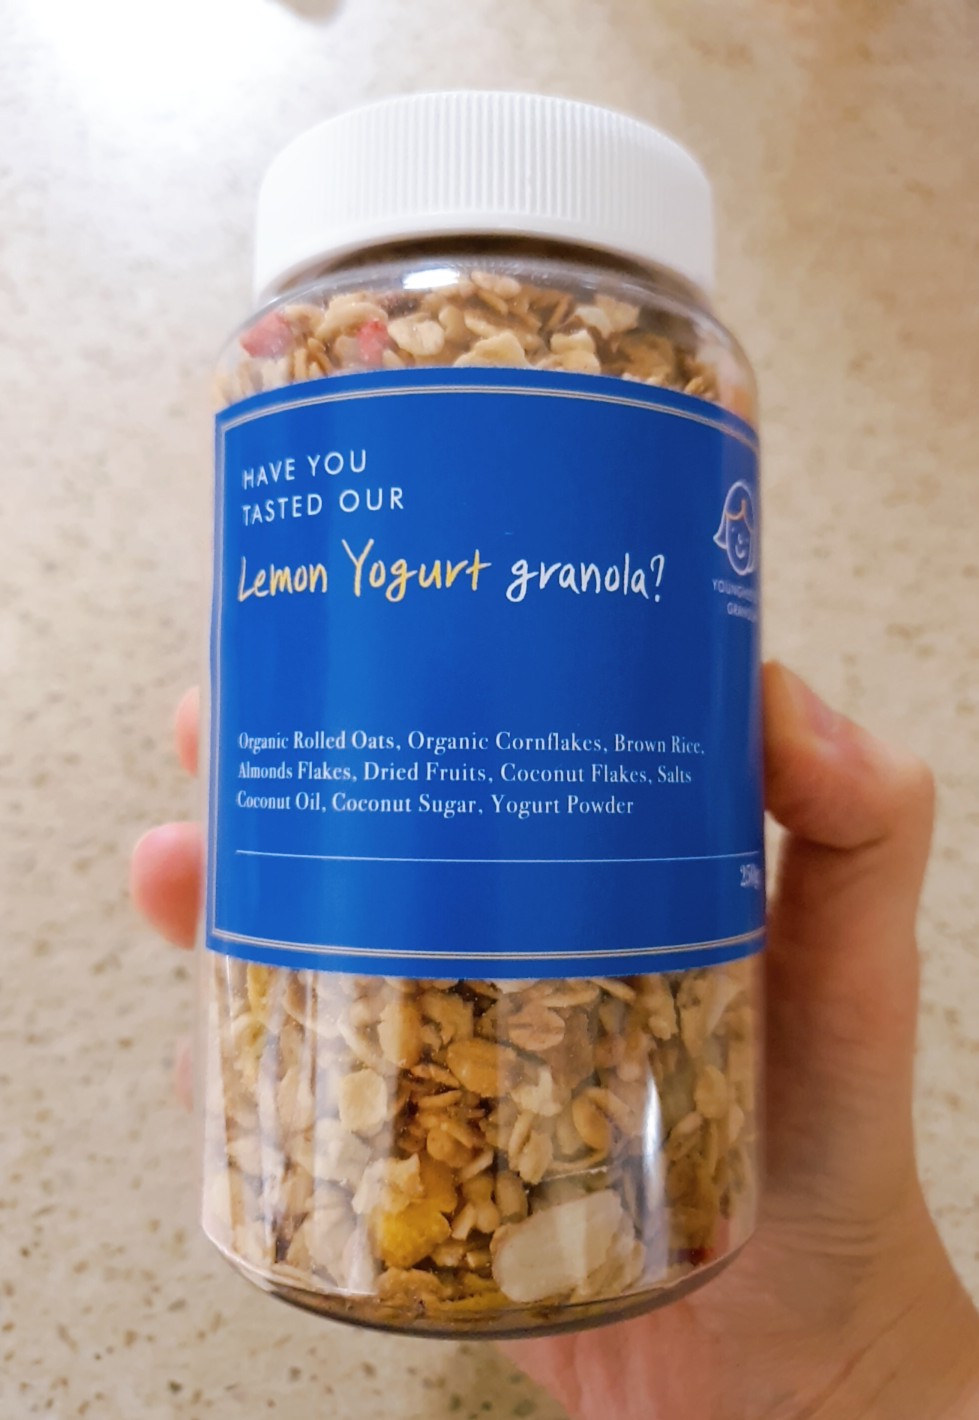 HAVE YOU
TASTED OUR
Lemon Yogurt granola?
Organic Rolled Oats, Organic Cornflakes, Brown Rice,
Almonds Flakes, Dried Fruits, Coconut Flakes, Salts
Coconut Oil, Coconut Sugar, Yogurt Powder